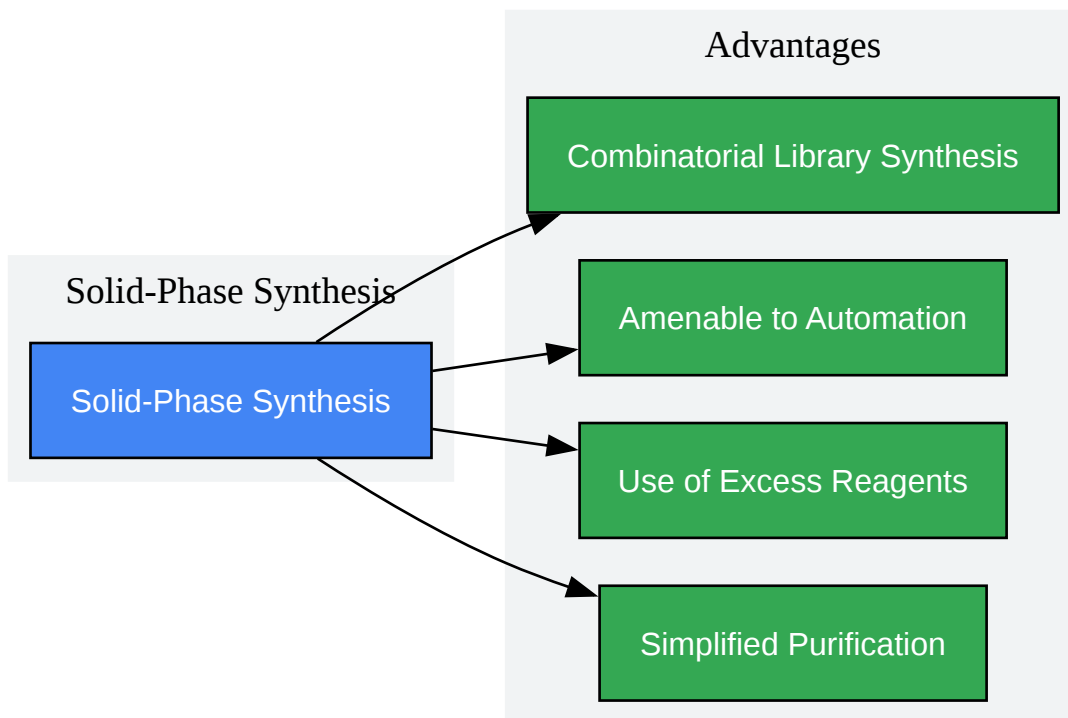 Solid-Phase Synthesis
Solid-Phase Synthesis
Advantages
Combinatorial Library Synthesis
Amenable to Automation
Use of Excess Reagents
Simplified Purification